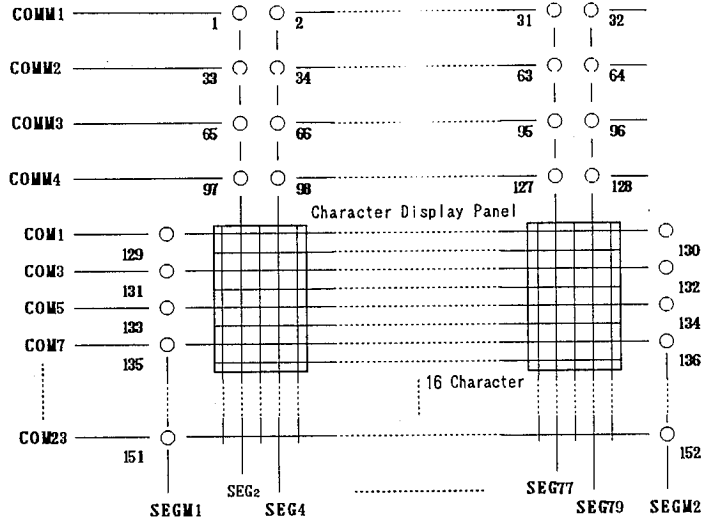 COMM1 1 2 31 32
COMM2 33 34 63 64
COMM3 65 66 95 96
COMM4 97 98 127 128
Character Display Panel
COM1 129 130
COM3 131 132
COM5 133 134
COM7 135 136
16 Character
COM23 151 152
SEG2 SEG77
SEGM1 SEG4 SEG79 SEGM2